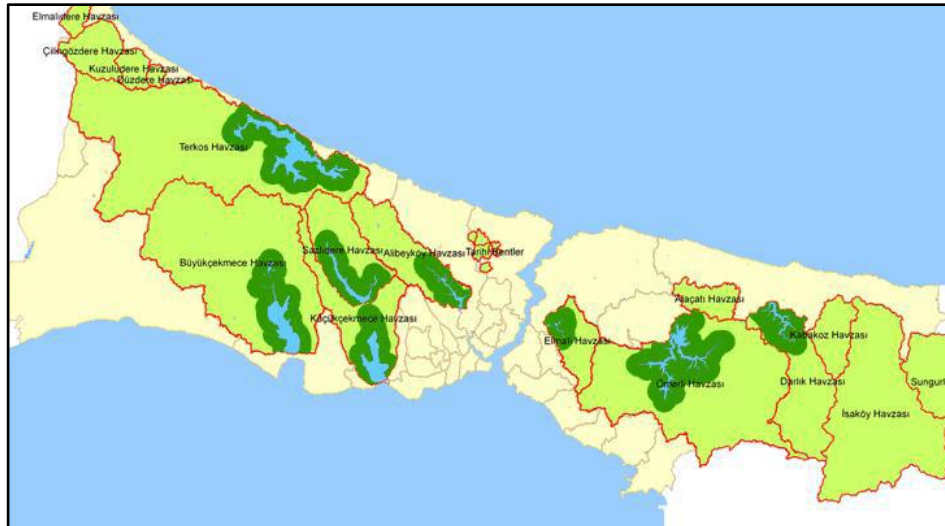 Elmalıdere Havzası
Çilingözdere Havzası
Kuzuludere Havzası
Düzdere Havzası
Terkos Havzası
Büyükçekmece Havzası
Sazlıdere Havzası
Alibeyköy Havzası
Tarihi Bentler
Küçükçekmece Havzası
Elmalı Havzası
Alaçatı Havzası
Kabakoz Havzası
Ömerli Havzası
Darlık Havzası
İsaköy Havzası
Sungurl